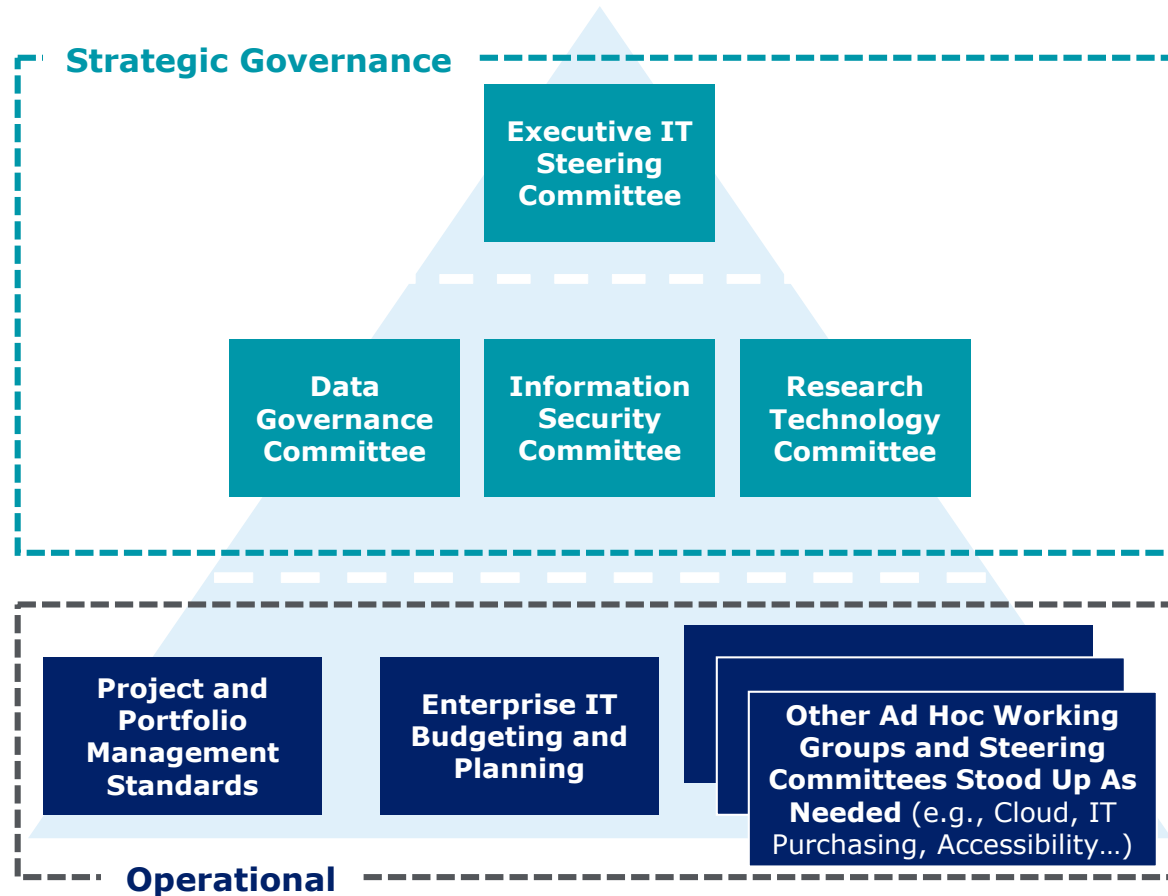 Strategic Governance
Executive IT
Steering
Committee
Data
Governance
Committee
Information
Security
Committee
Research
Technology
Committee
Project and
Portfolio
Management
Standards
Enterprise IT
Budgeting and
Planning
Other Ad Hoc Working
Groups and Steering
Committees Stood Up As
Needed (e.g., Cloud, IT
Purchasing, Accessibility…)
Operational